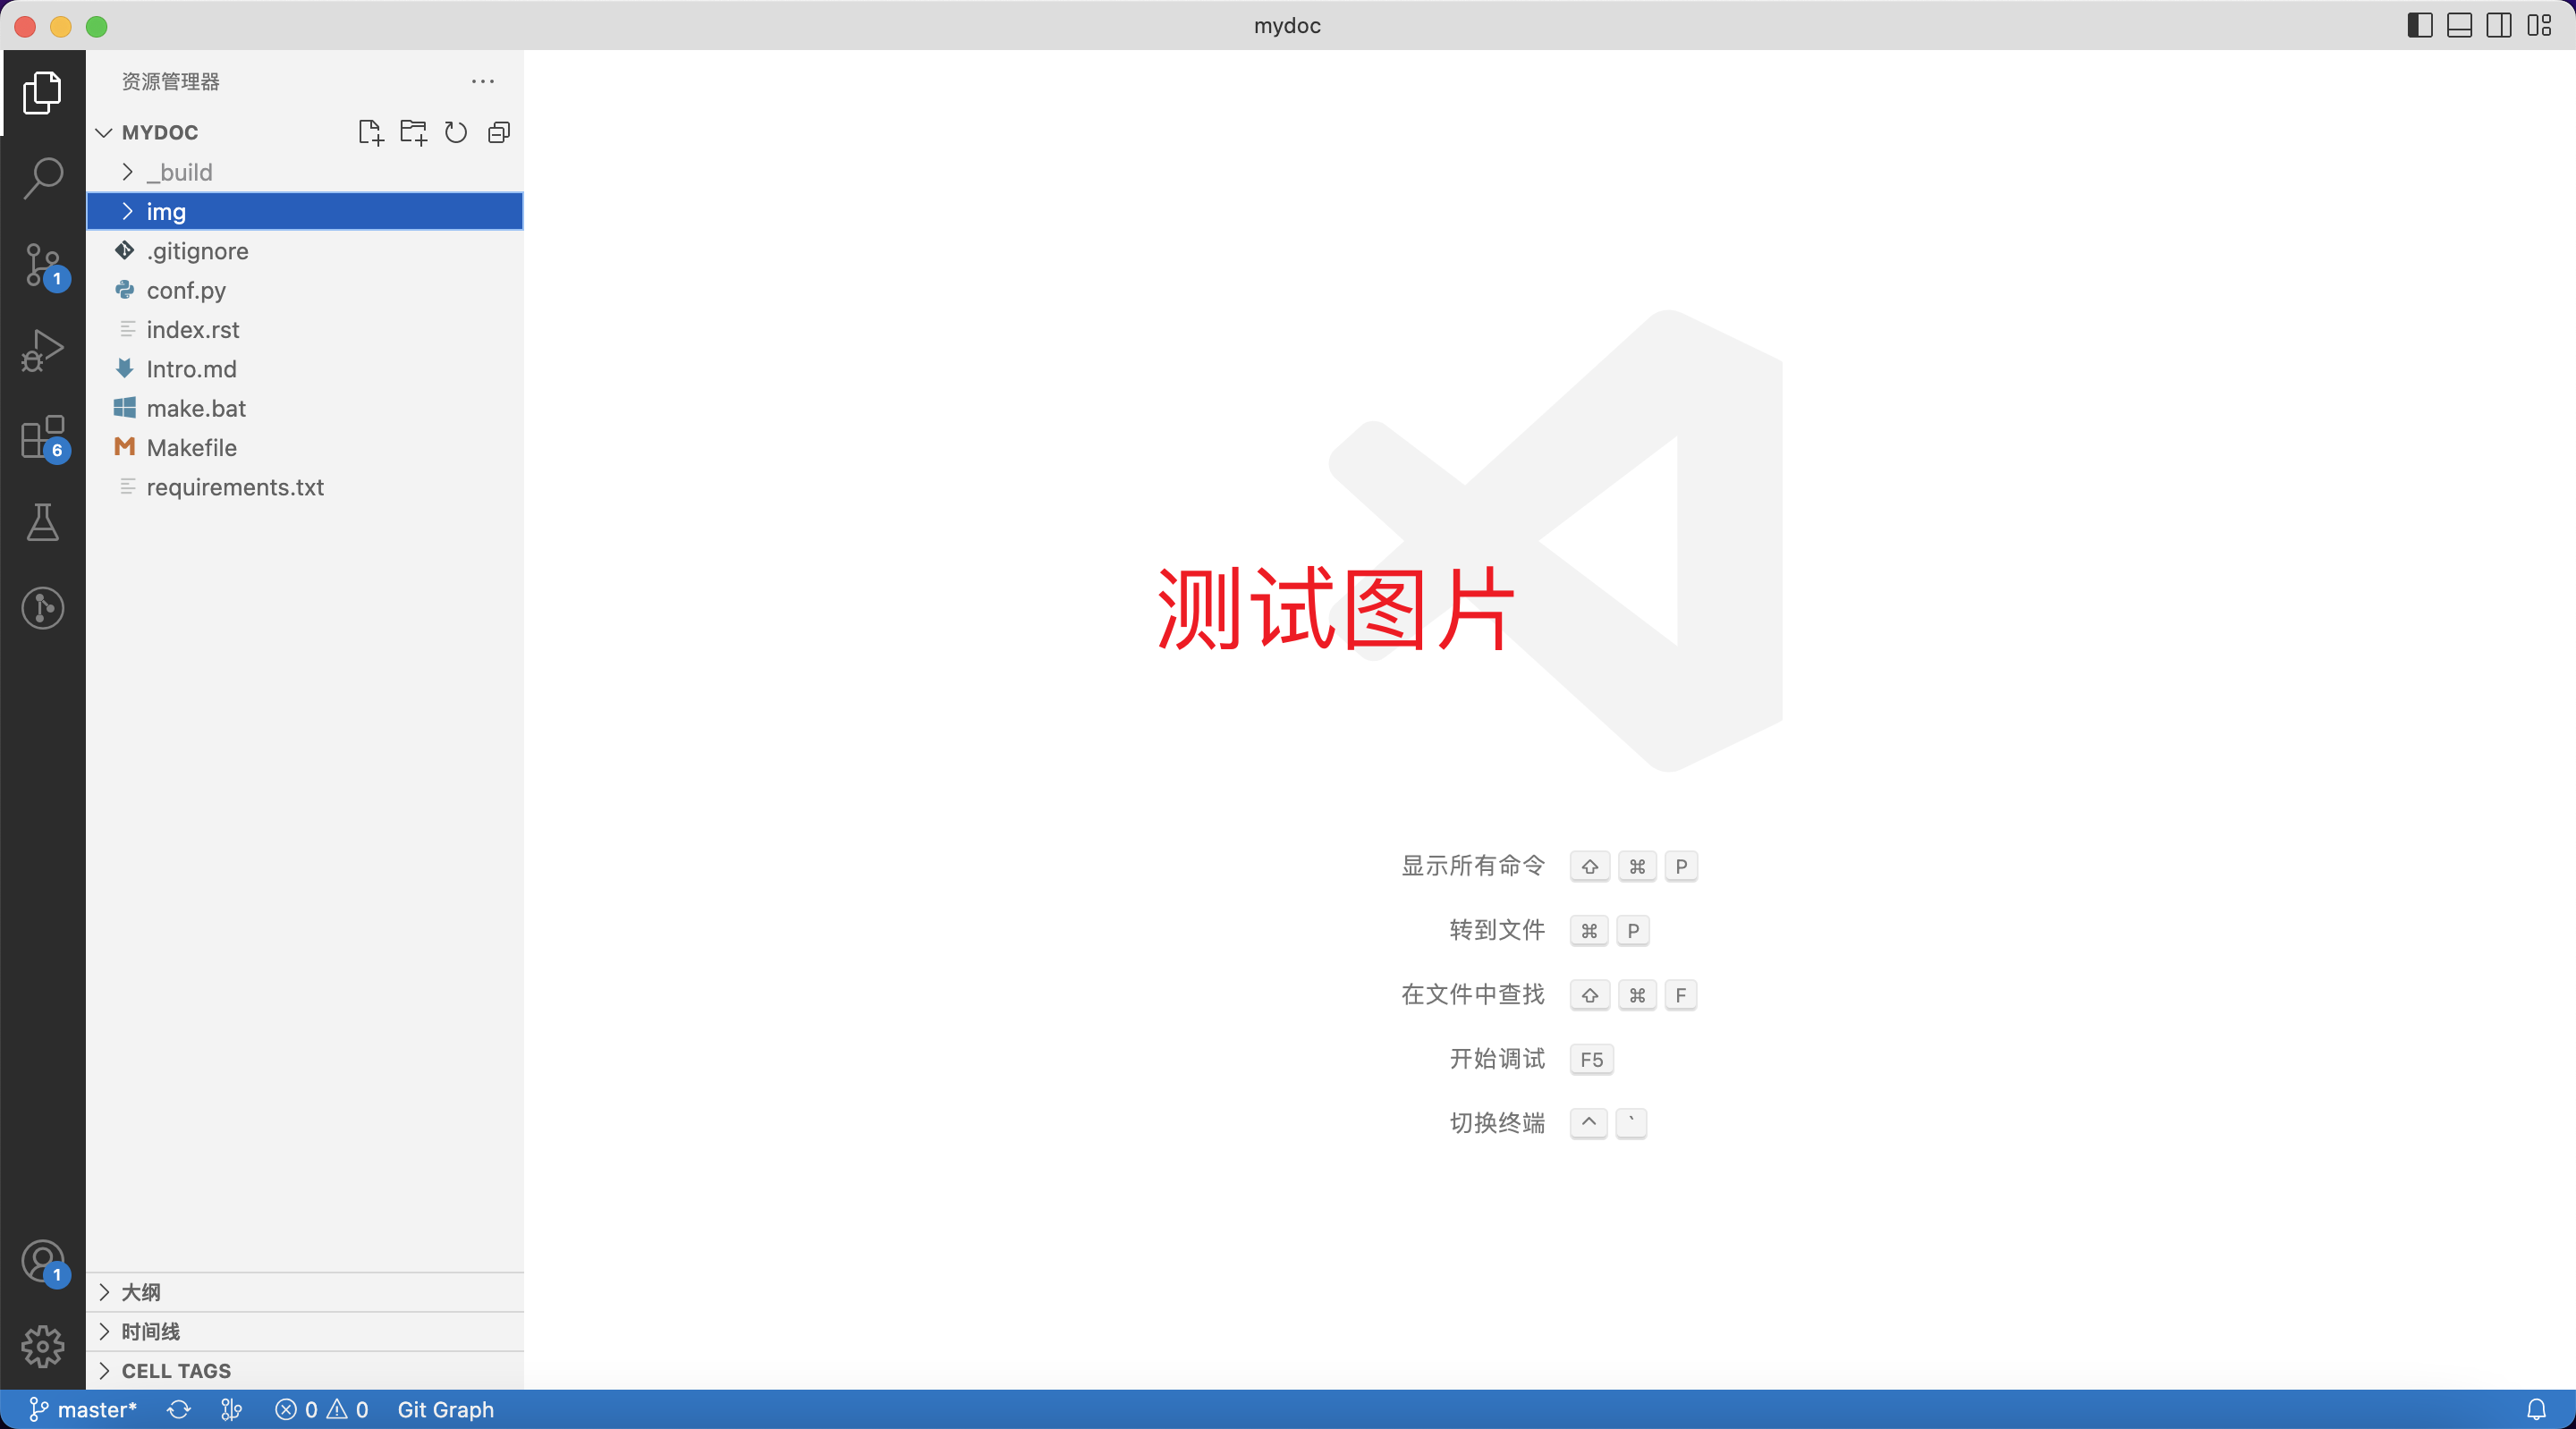 mydoc
资源管理器
MYDOC
_build
img
.gitignore
conf.py
index.rst
Intro.md
make.bat
Makefile
requirements.txt
1
6
测试图片
显示所有命令 ⇧ ⌘ P
转到文件 ⌘ P
在文件中查找 ⇧ ⌘ F
开始调试 F5
切换终端 ^ `
1
大纲
时间线
CELL TAGS
master* 0 0 Git Graph